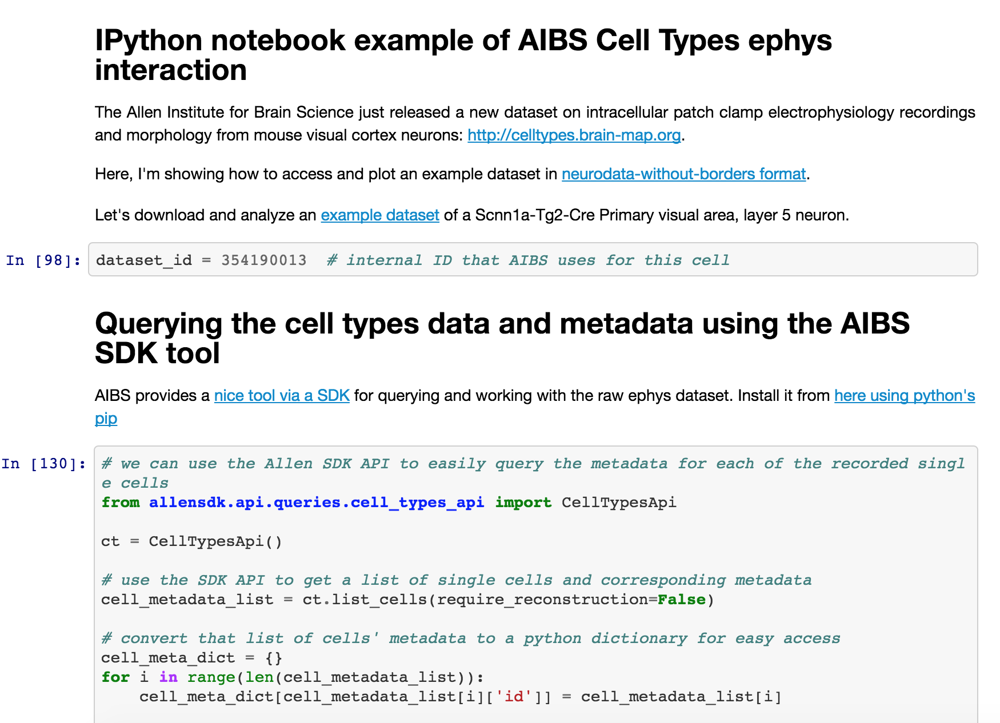 IPython notebook example of AIBS Cell Types ephys
interaction
The Allen Institute for Brain Science just released a new dataset on intracellular patch clamp electrophysiology recordings
and morphology from mouse visual cortex neurons: http://celltypes.brain-map.org.
Here, I'm showing how to access and plot an example dataset in neurodata-without-borders format.
Let's download and analyze an example dataset of a Scnn1a-Tg2-Cre Primary visual area, layer 5 neuron.
In [98]: dataset_id = 354190013  # internal ID that AIBS uses for this cell
Querying the cell types data and metadata using the AIBS
SDK tool
AIBS provides a nice tool via a SDK for querying and working with the raw ephys dataset. Install it from here using python's
pip
In [130]: # we can use the Allen SDK API to easily query the metadata for each of the recorded singl
e cells
from allensdk.api.queries.cell_types_api import CellTypesApi
ct = CellTypesApi()
# use the SDK API to get a list of single cells and corresponding metadata
cell_metadata_list = ct.list_cells(require_reconstruction=False)
# convert that list of cells' metadata to a python dictionary for easy access
cell_meta_dict = {}
for i in range(len(cell_metadata_list)):
    cell_meta_dict[cell_metadata_list[i]['id']] = cell_metadata_list[i]